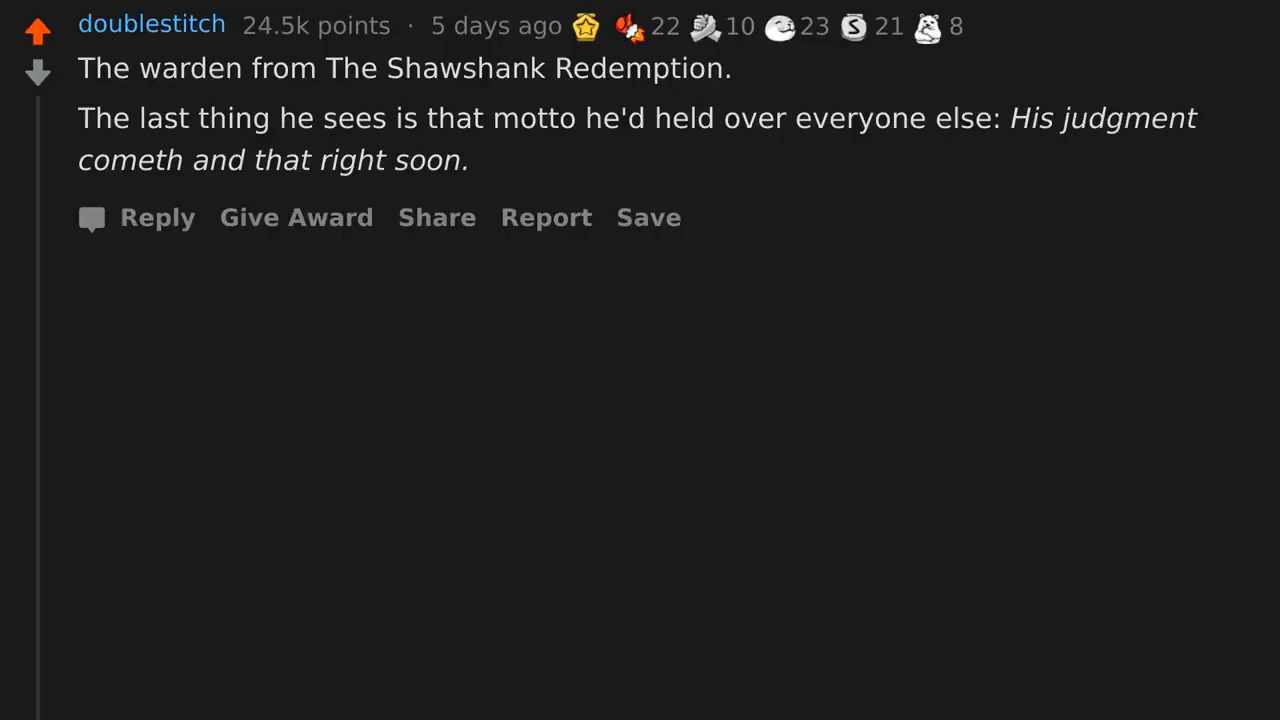 doublestitch 24.5k points · 5 days ago 22 10 23 S 21 8
The warden from The Shawshank Redemption.
The last thing he sees is that motto he'd held over everyone else: His judgment
cometh and that right soon.
Reply Give Award Share Report Save